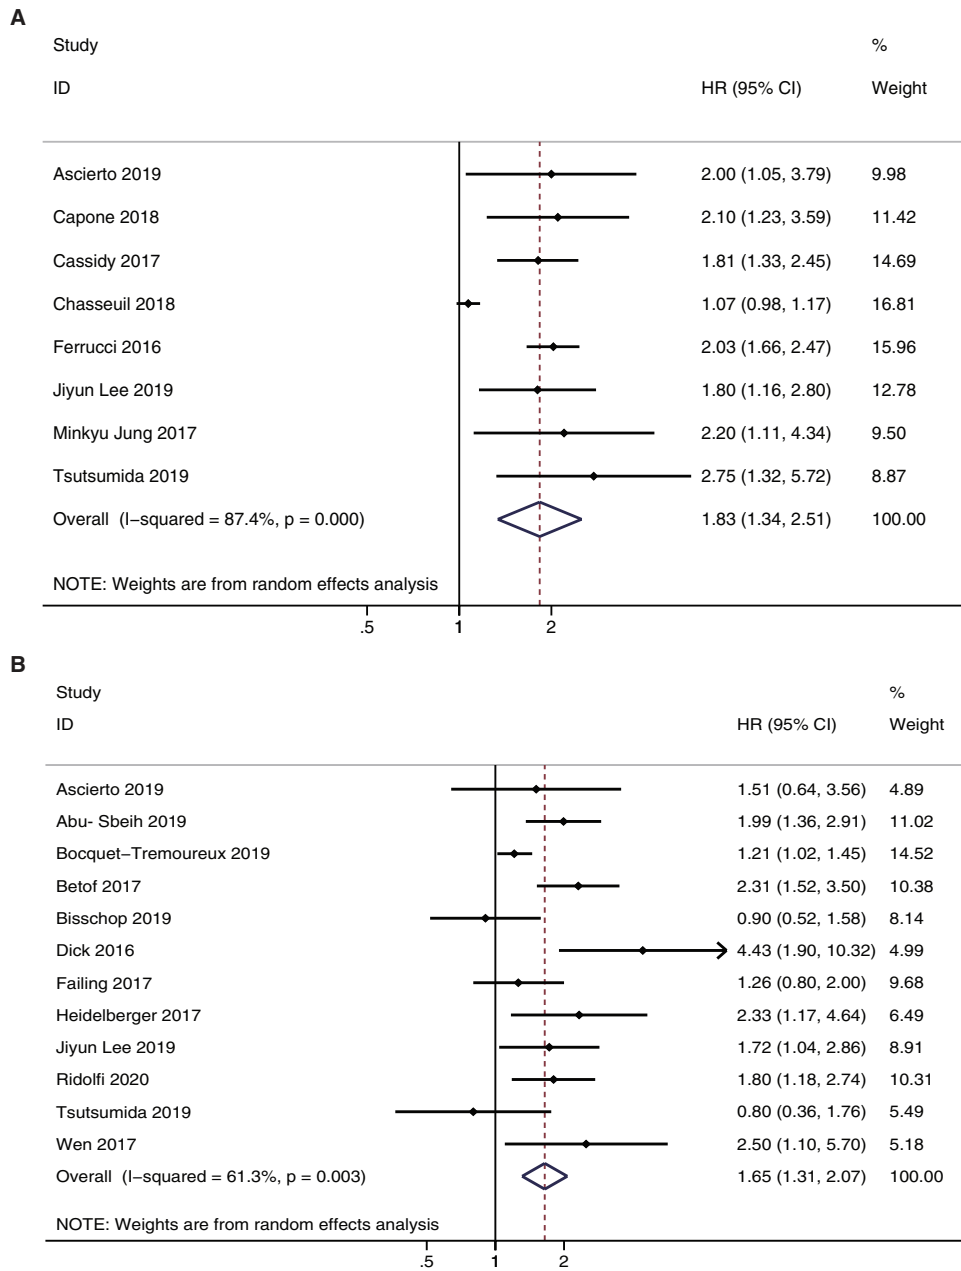 A
Study %
ID HR (95% CI) Weight
Ascierto 2019 2.00 (1.05, 3.79) 9.98
Capone 2018 2.10 (1.23, 3.59) 11.42
Cassidy 2017 1.81 (1.33, 2.45) 14.69
Chasseuil 2018 1.07 (0.98, 1.17) 16.81
Ferrucci 2016 2.03 (1.66, 2.47) 15.96
Jiyun Lee 2019 1.80 (1.16, 2.80) 12.78
Minkyu Jung 2017 2.20 (1.11, 4.34) 9.50
Tsutsumida 2019 2.75 (1.32, 5.72) 8.87
Overall (I−squared = 87.4%, p = 0.000) 1.83 (1.34, 2.51) 100.00
NOTE: Weights are from random effects analysis
.5 1 2
B
Study %
ID HR (95% CI) Weight
Ascierto 2019 1.51 (0.64, 3.56) 4.89
Abu- Sbeih 2019 1.99 (1.36, 2.91) 11.02
Bocquet−Tremoureux 2019 1.21 (1.02, 1.45) 14.52
Betof 2017 2.31 (1.52, 3.50) 10.38
Bisschop 2019 0.90 (0.52, 1.58) 8.14
Dick 2016 4.43 (1.90, 10.32) 4.99
Failing 2017 1.26 (0.80, 2.00) 9.68
Heidelberger 2017 2.33 (1.17, 4.64) 6.49
Jiyun Lee 2019 1.72 (1.04, 2.86) 8.91
Ridolfi 2020 1.80 (1.18, 2.74) 10.31
Tsutsumida 2019 0.80 (0.36, 1.76) 5.49
Wen 2017 2.50 (1.10, 5.70) 5.18
Overall (I−squared = 61.3%, p = 0.003) 1.65 (1.31, 2.07) 100.00
NOTE: Weights are from random effects analysis
.5 1 2